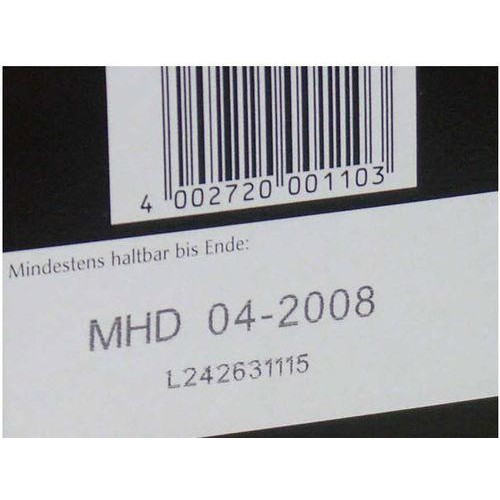 4 002720 001103
Mindestens haltbar bis Ende:
MHD 04-2008
L242631115